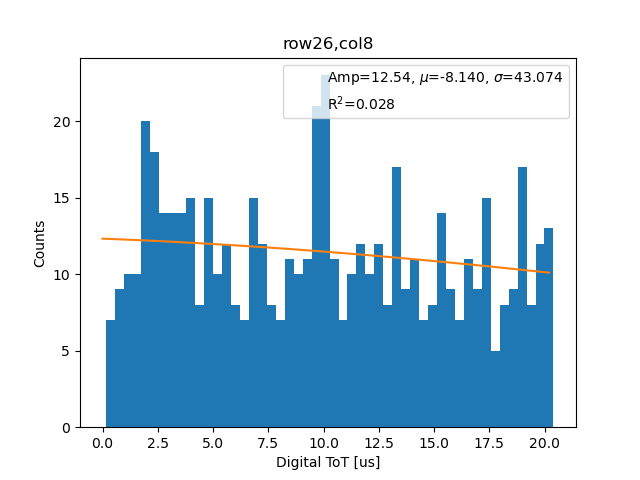 row26,col8
Amp=12.54, μ=-8.140, σ=43.074
R²=0.028
Counts
20
15
10
5
0
0.0 2.5 5.0 7.5 10.0 12.5 15.0 17.5 20.0
Digital ToT [us]